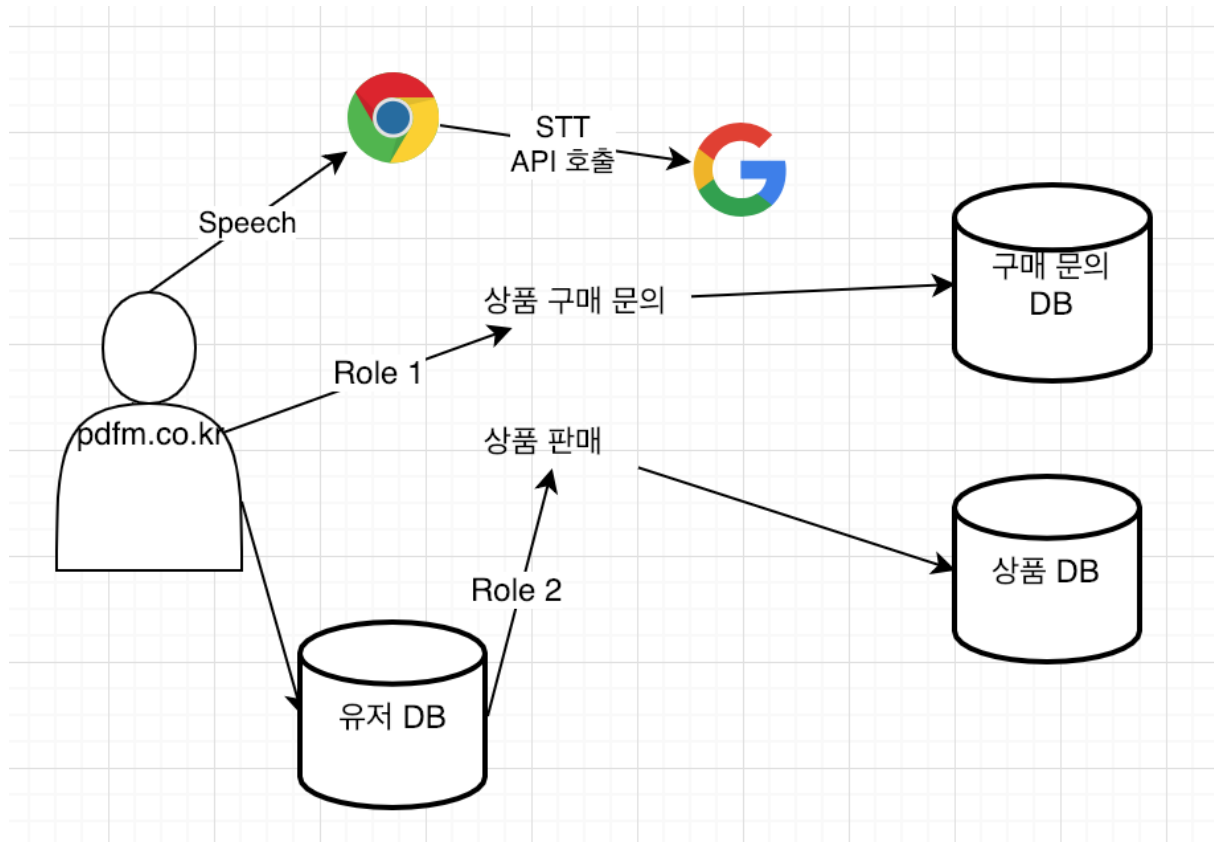 STT
API 호출
Speech
구매 문의
DB
상품 구매 문의
Role 1
pdfm.co.kr
상품 판매
상품 DB
Role 2
유저 DB